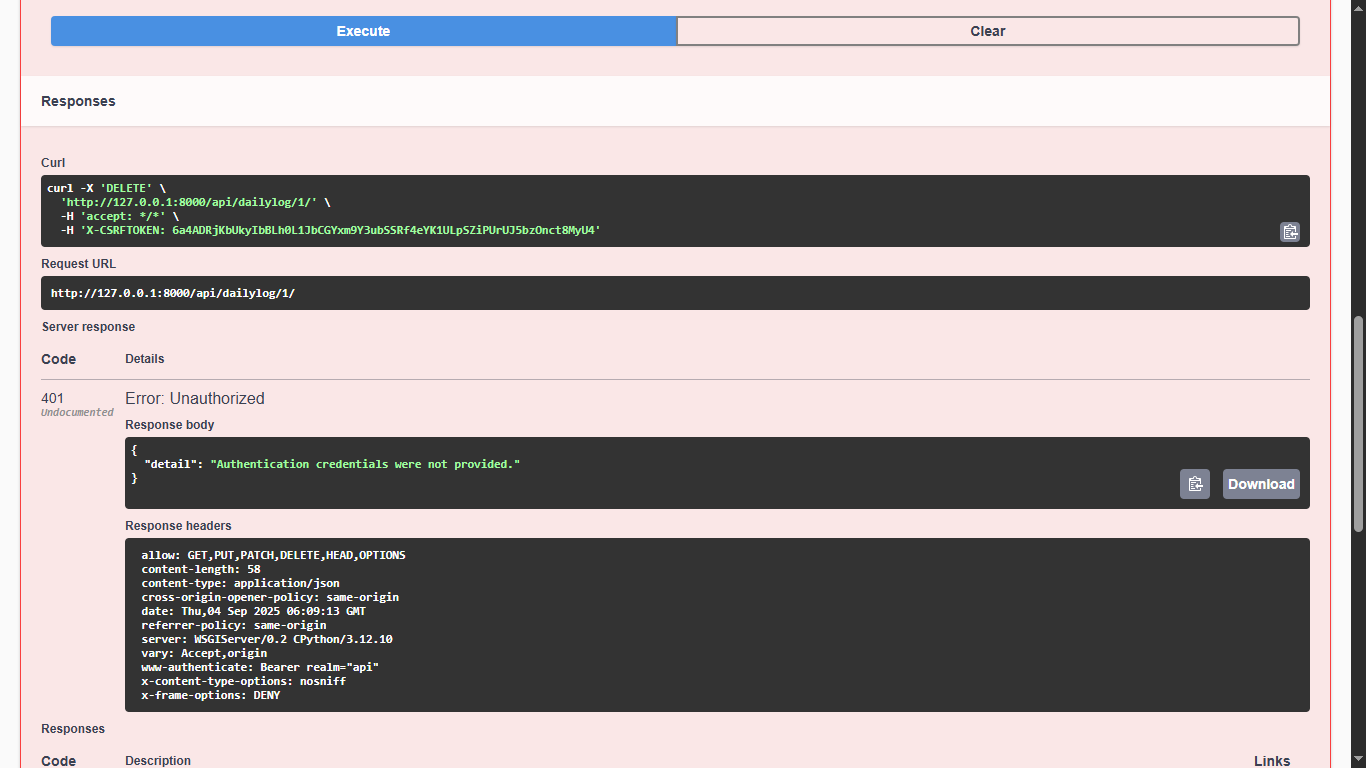 Execute
Clear
Responses
Curl
curl -X 'DELETE' \
'http://127.0.0.1:8000/api/dailylog/1/' \
-H 'accept: */*' \
-H 'X-CSRFTOKEN: 6a4ADRjKbUkyIbBLh0L1JbCGYxm9Y3ubSSRf4eYK1ULpSZiPUrUJ5bzOnct8MyU4'
Request URL
http://127.0.0.1:8000/api/dailylog/1/
Server response
Code
Details
401
Undocumented
Error: Unauthorized
Response body
{
"detail": "Authentication credentials were not provided."
}
Download
Response headers
allow: GET,PUT,PATCH,DELETE,HEAD,OPTIONS
content-length: 58
content-type: application/json
cross-origin-opener-policy: same-origin
date: Thu,04 Sep 2025 06:09:13 GMT
referrer-policy: same-origin
server: WSGIServer/0.2 CPython/3.12.10
vary: Accept,origin
www-authenticate: Bearer realm="api"
x-content-type-options: nosniff
x-frame-options: DENY
Responses
Code
Description
Links